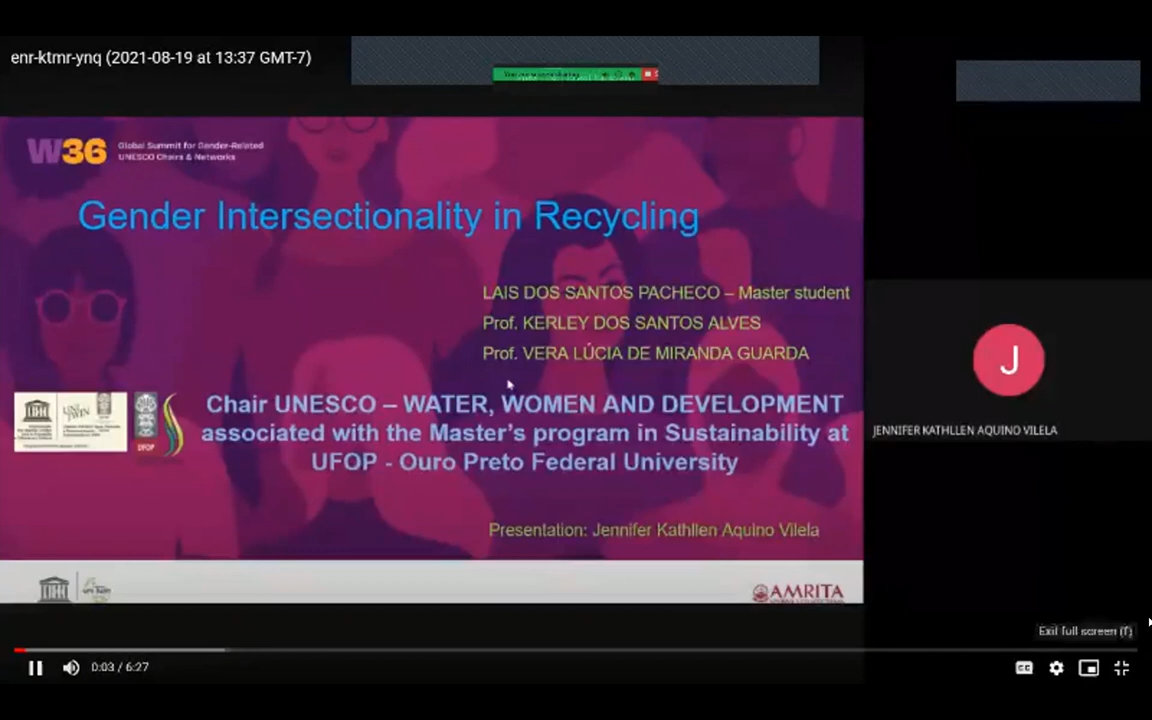 enr-ktmr-ynq (2021-08-19 at 13:37 GMT-7)
W36
Global Summit for Gender-Related
UNESCO Chairs & Networks
Gender Intersectionality in Recycling
LAIS DOS SANTOS PACHECO – Master student
Prof. KERLEY DOS SANTOS ALVES
Prof. VERA LÚCIA DE MIRANDA GUARDA
Chair UNESCO – WATER, WOMEN AND DEVELOPMENT
associated with the Master's program in Sustainability at
UFOP - Ouro Preto Federal University
UFOP
Presentation: Jennifer Kathllen Aquino Vilela
AMRITA
J
JENNIFER KATHLLEN AQUINO VILELA
Exit full screen (f)
0:03 / 6:27
CC